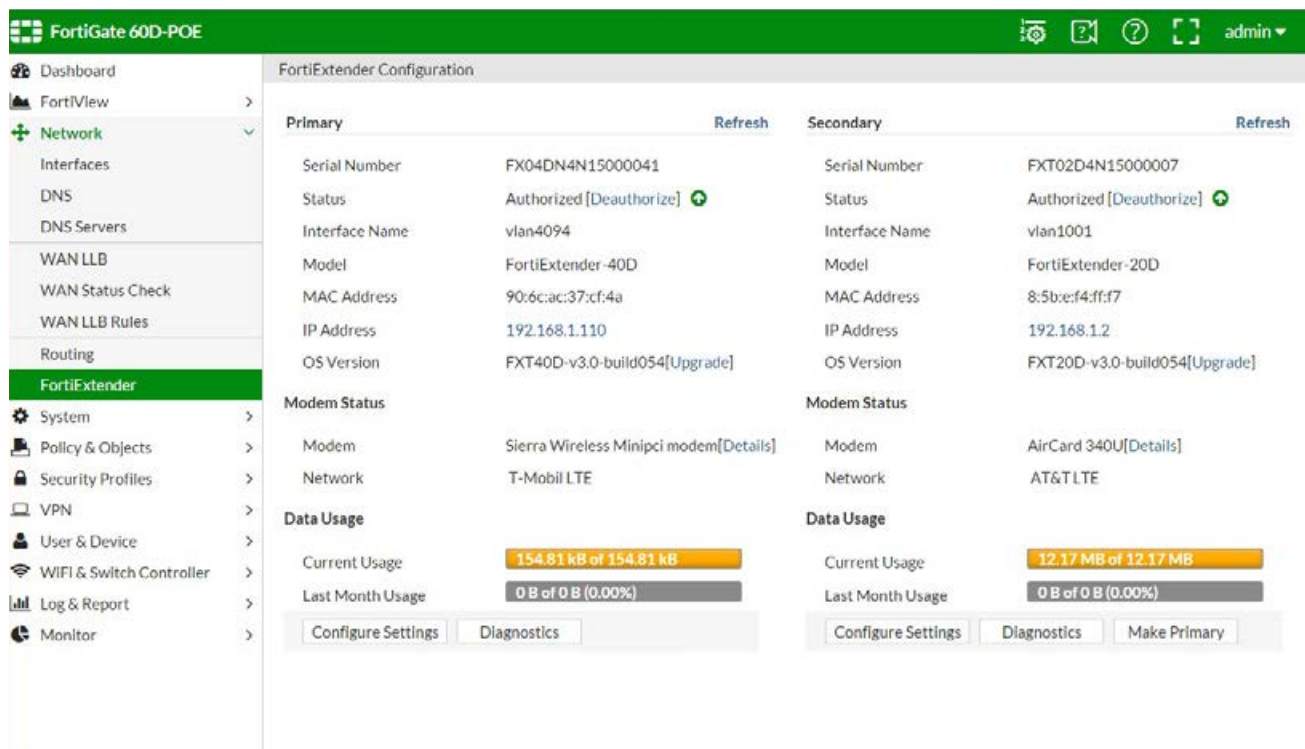 FortiGate 60D-POE
admin
Dashboard
FortiView
Network
Interfaces
DNS
DNS Servers
WAN LLB
WAN Status Check
WAN LLB Rules
Routing
FortiExtender
System
Policy & Objects
Security Profiles
VPN
User & Device
WiFi & Switch Controller
Log & Report
Monitor
FortiExtender Configuration
Primary Refresh
Serial Number FX04DN4N15000041
Status Authorized [Deauthorize]
Interface Name vlan4094
Model FortiExtender-40D
MAC Address 90:6c:ac:37:cf:4a
IP Address 192.168.1.110
OS Version FXT40D-v3.0-build054[Upgrade]
Modem Status
Modem Sierra Wireless Minipci modem[Details]
Network T-Mobil LTE
Data Usage
Current Usage 154.81 kB of 154.81 kB
Last Month Usage 0 B of 0 B (0.00%)
Configure Settings Diagnostics
Secondary Refresh
Serial Number FXT02D4N15000007
Status Authorized [Deauthorize]
Interface Name vlan1001
Model FortiExtender-20D
MAC Address 8:5b:e:f4:ff:f7
IP Address 192.168.1.2
OS Version FXT20D-v3.0-build054[Upgrade]
Modem Status
Modem AirCard 340U[Details]
Network AT&T LTE
Data Usage
Current Usage 12.17 MB of 12.17 MB
Last Month Usage 0 B of 0 B (0.00%)
Configure Settings Diagnostics Make Primary